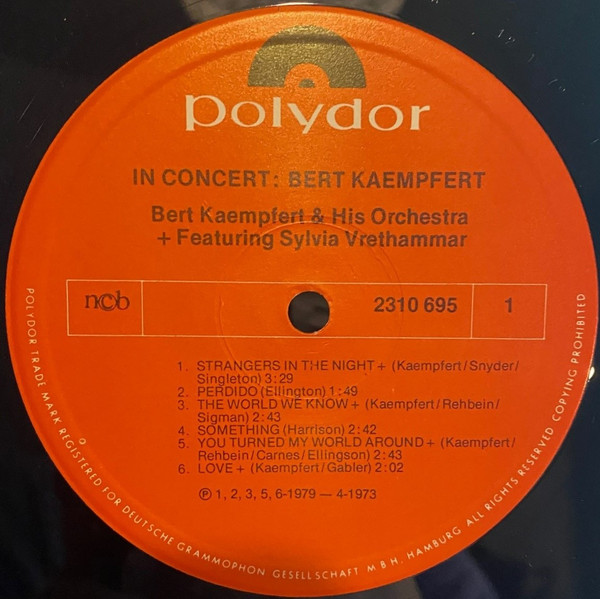 polydor
IN CONCERT: BERT KAEMPFERT
Bert Kaempfert & His Orchestra
+ Featuring Sylvia Vrethammar
ncb
2310 695
1
1. STRANGERS IN THE NIGHT + (Kaempfert/Snyder/
Singleton) 3:29
2. PERDIDO (Ellington) 1:49
3. THE WORLD WE KNOW + (Kaempfert/Rehbein/
Sigman) 2:43
4. SOMETHING (Harrison) 2:42
5. YOU TURNED MY WORLD AROUND + (Kaempfert/
Rehbein/Carnes/Ellingson) 2:43
6. LOVE + (Kaempfert/Gabler) 2:02
℗ 1, 2, 3, 5, 6-1979 — 4-1973
POLYDOR TRADE MARK REGISTERED FOR DEUTSCHE GRAMMOPHON GESELLSCHAFT M B H. HAMBURG ALL RIGHTS RESERVED COPYING PROHIBITED